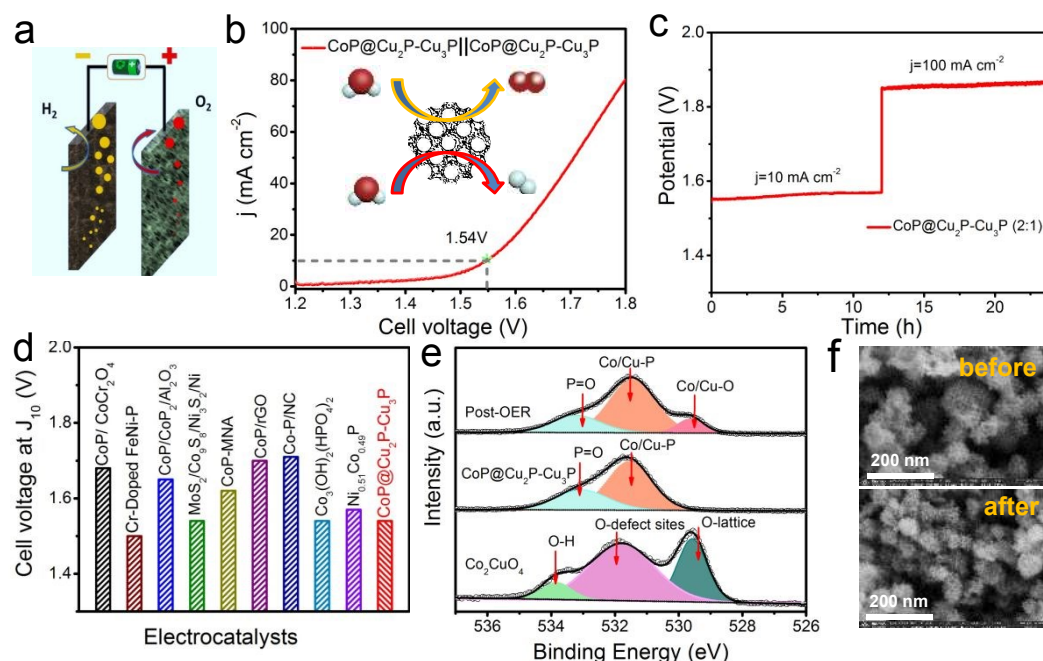 a
−
+
H₂
O₂
b
CoP@Cu₂P-Cu₃P||CoP@Cu₂P-Cu₃P
1.54V
j (mA cm⁻²)
100
80
60
40
20
0
1.2 1.3 1.4 1.5 1.6 1.7 1.8
Cell voltage (V)
c
j=100 mA cm⁻²
j=10 mA cm⁻²
CoP@Cu₂P-Cu₃P (2:1)
Potential (V)
2.0
1.8
1.6
1.4
0 10 20
Time (h)
d
Cell voltage at J₁₀ (V)
2.0
1.8
1.6
1.4
CoP/ CoCr₂O₄
Cr-Doped FeNi-P
CoP/CoP₂/Al₂O₃
MoS₂/Co₉S₈/Ni₃S₂/Ni
CoP-MNA
CoP/rGO
Co-P/NC
Co₃(OH)₂(HPO₄)₂
Ni₀.₅₁Co₀.₄₉P
CoP@Cu₂P-Cu₃P
Electrocatalysts
e
Intensity (a.u.)
Co/Cu-P
P=O
Co/Cu-O
Post-OER
Co/Cu-P
P=O
CoP@Cu₂P-Cu₃P
O-defect sites
O-lattice
O-H
Co₂CuO₄
536 534 532 530 528 526
Binding Energy (eV)
f
before
200 nm
after
200 nm